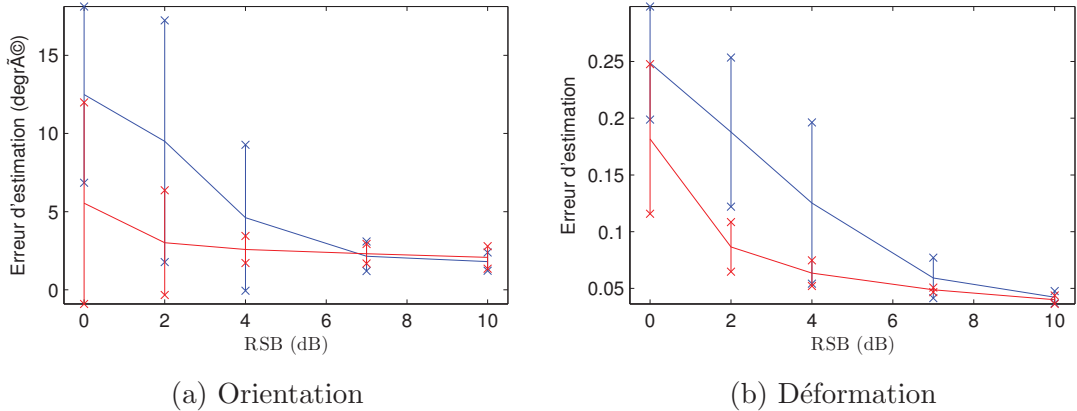 15
10
5
0
Erreur d'estimation (degrÃ©)
0 2 4 6 8 10
RSB (dB)
(a) Orientation
0.25
0.2
0.15
0.1
0.05
Erreur d'estimation
0 2 4 6 8 10
RSB (dB)
(b) Déformation